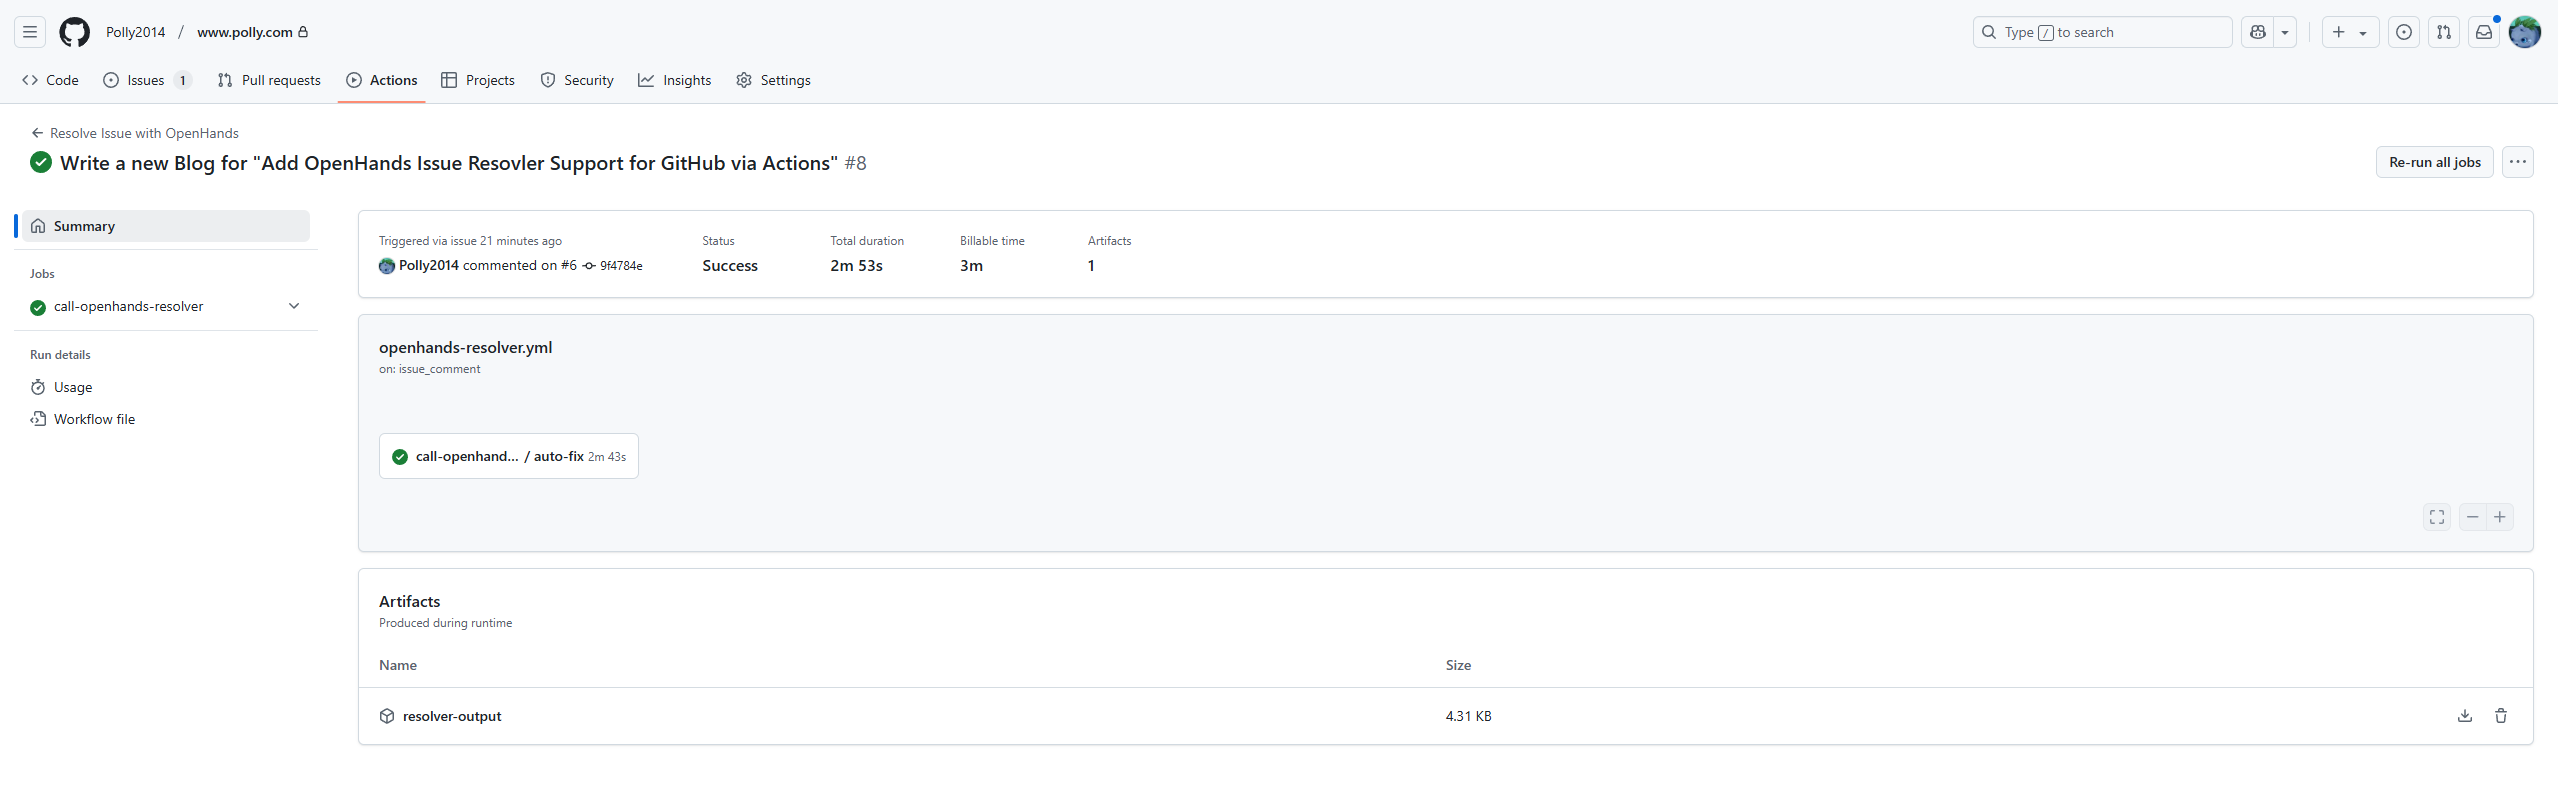 Polly2014 / www.polly.com
Type / to search
Code
Issues 1
Pull requests
Actions
Projects
Security
Insights
Settings
Resolve Issue with OpenHands
Write a new Blog for "Add OpenHands Issue Resovler Support for GitHub via Actions" #8
Re-run all jobs
Summary
Jobs
call-openhands-resolver
Run details
Usage
Workflow file
Triggered via issue 21 minutes ago
Polly2014 commented on #6 9f4784e
Status
Success
Total duration
2m 53s
Billable time
3m
Artifacts
1
openhands-resolver.yml
on: issue_comment
call-openhand... / auto-fix 2m 43s
Artifacts
Produced during runtime
Name Size
resolver-output 4.31 KB